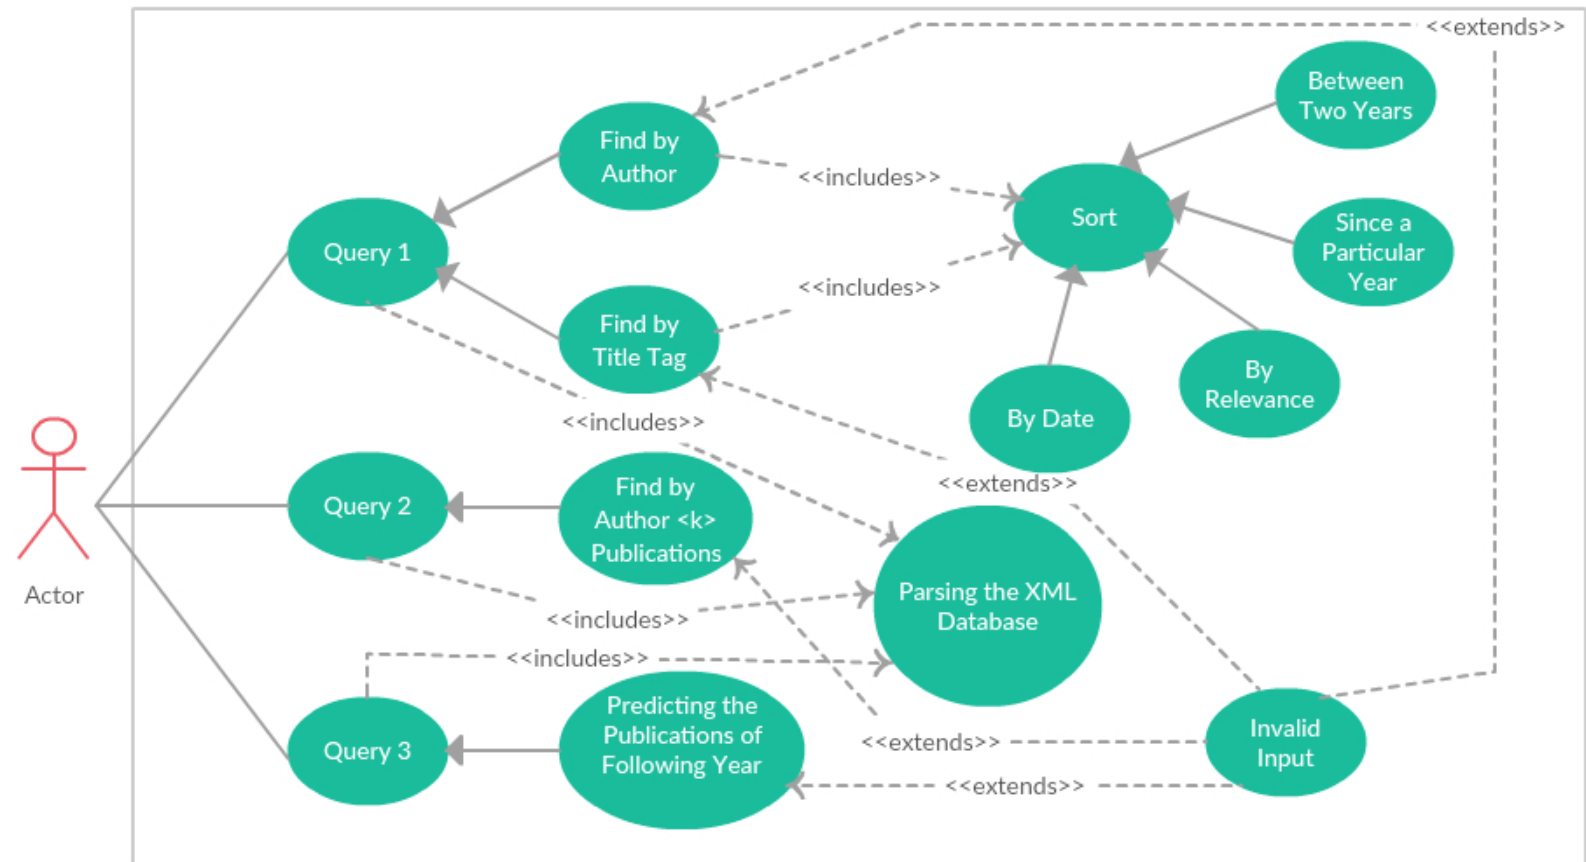 <<extends>>
Between
Two Years
Find by
Author
<<includes>>
Sort
Since a
Particular
Year
Query 1
<<includes>>
Find by
Title Tag
By
Relevance
By Date
<<includes>>
<<extends>>
Query 2
Find by
Author <k>
Publications
Actor
Parsing the XML
Database
<<includes>>
<<includes>>
Predicting the
Publications of
Following Year
Query 3
<<extends>>
Invalid
Input
<<extends>>